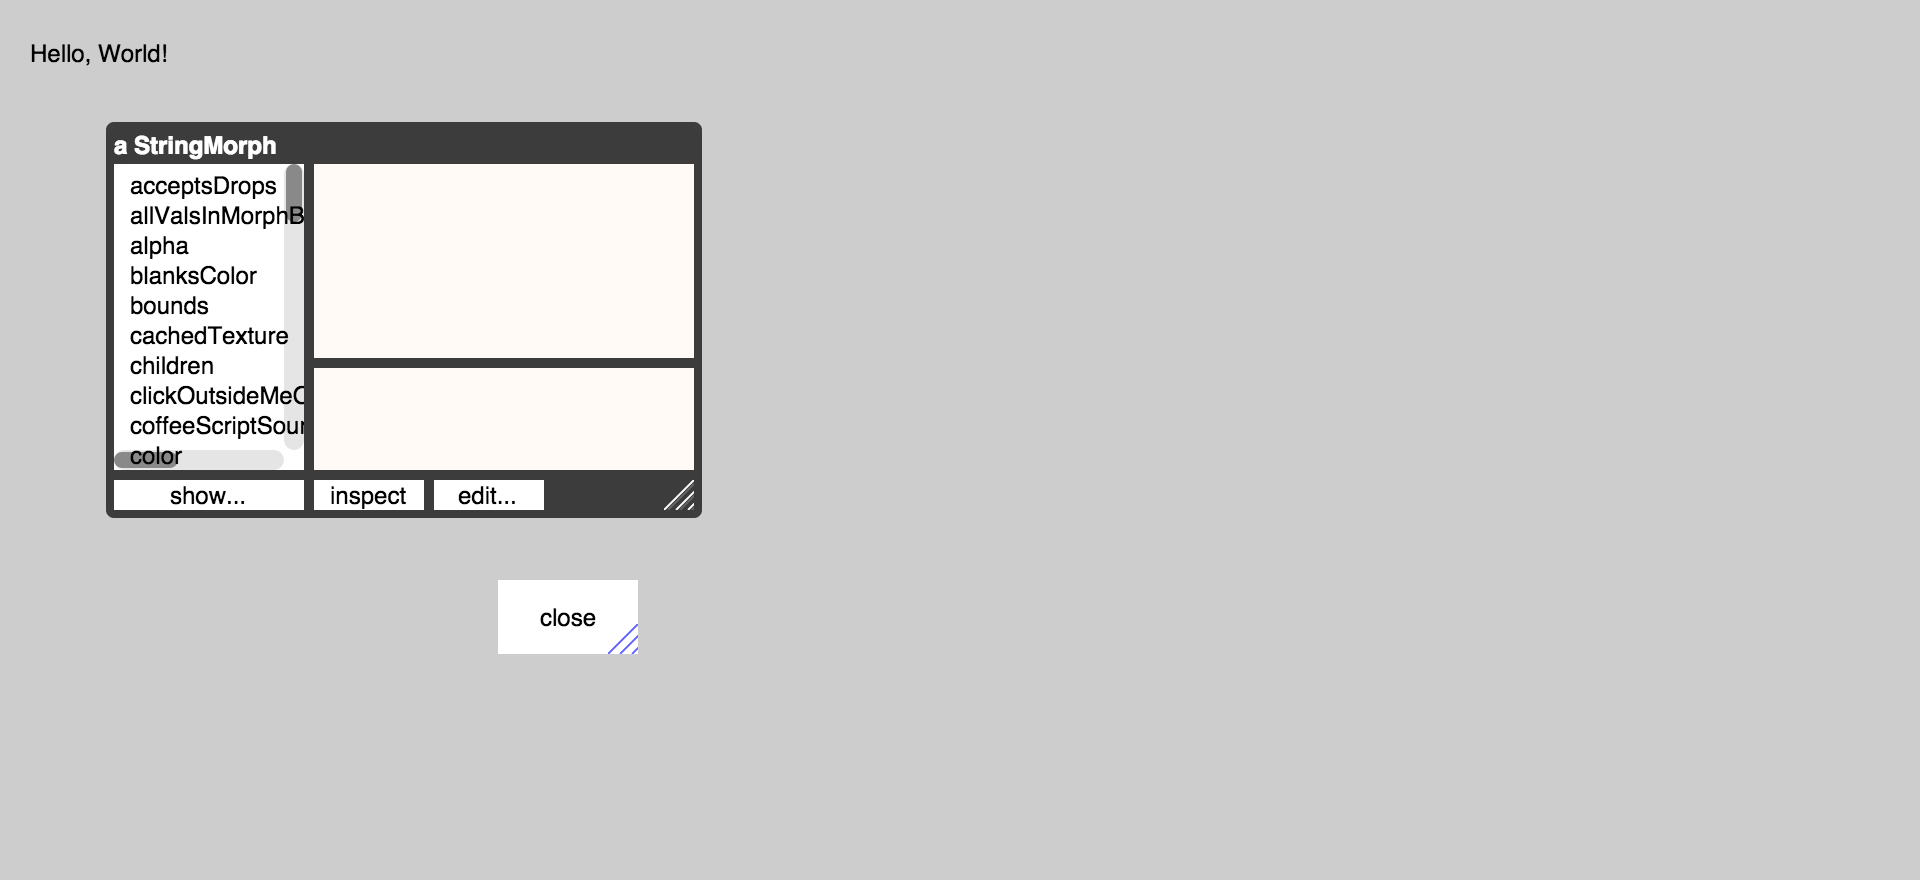 Hello, World!
a StringMorph
acceptsDrops
allValsInMorphB
alpha
blanksColor
bounds
cachedTexture
children
clickOutsideMeC
coffeeScriptSour
color
show...
inspect
edit...
close